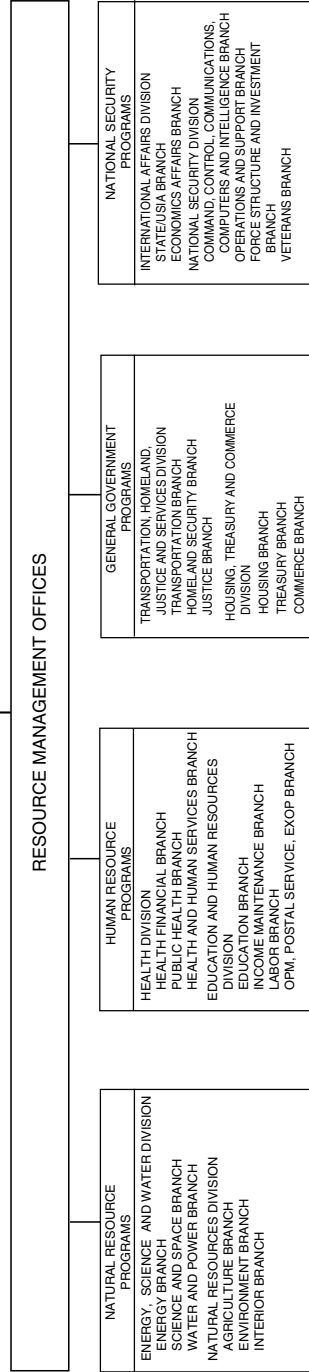 RESOURCE MANAGEMENT OFFICES
NATURAL RESOURCE
PROGRAMS
ENERGY, SCIENCE AND WATER DIVISION
ENERGY BRANCH
SCIENCE AND SPACE BRANCH
WATER AND POWER BRANCH
NATURAL RESOURCES DIVISION
AGRICULTURE BRANCH
ENVIRONMENT BRANCH
INTERIOR BRANCH
HUMAN RESOURCE
PROGRAMS
HEALTH DIVISION
HEALTH FINANCIAL BRANCH
PUBLIC HEALTH BRANCH
HEALTH AND HUMAN SERVICES BRANCH
EDUCATION AND HUMAN RESOURCES
DIVISION
EDUCATION BRANCH
INCOME MAINTENANCE BRANCH
LABOR BRANCH
OPM, POSTAL SERVICE, EXOP BRANCH
GENERAL GOVERNMENT
PROGRAMS
TRANSPORTATION, HOMELAND,
JUSTICE AND SERVICES DIVISION
TRANSPORTATION BRANCH
HOMELAND SECURITY BRANCH
JUSTICE BRANCH
HOUSING, TREASURY AND COMMERCE
DIVISION
HOUSING BRANCH
TREASURY BRANCH
COMMERCE BRANCH
NATIONAL SECURITY
PROGRAMS
INTERNATIONAL AFFAIRS DIVISION
STATE/USIA BRANCH
ECONOMICS AFFAIRS BRANCH
NATIONAL SECURITY DIVISION
COMMAND, CONTROL, COMMUNICATIONS,
COMPUTERS AND INTELLIGENCE BRANCH
OPERATIONS AND SUPPORT BRANCH
FORCE STRUCTURE AND INVESTMENT
BRANCH
VETERANS BRANCH